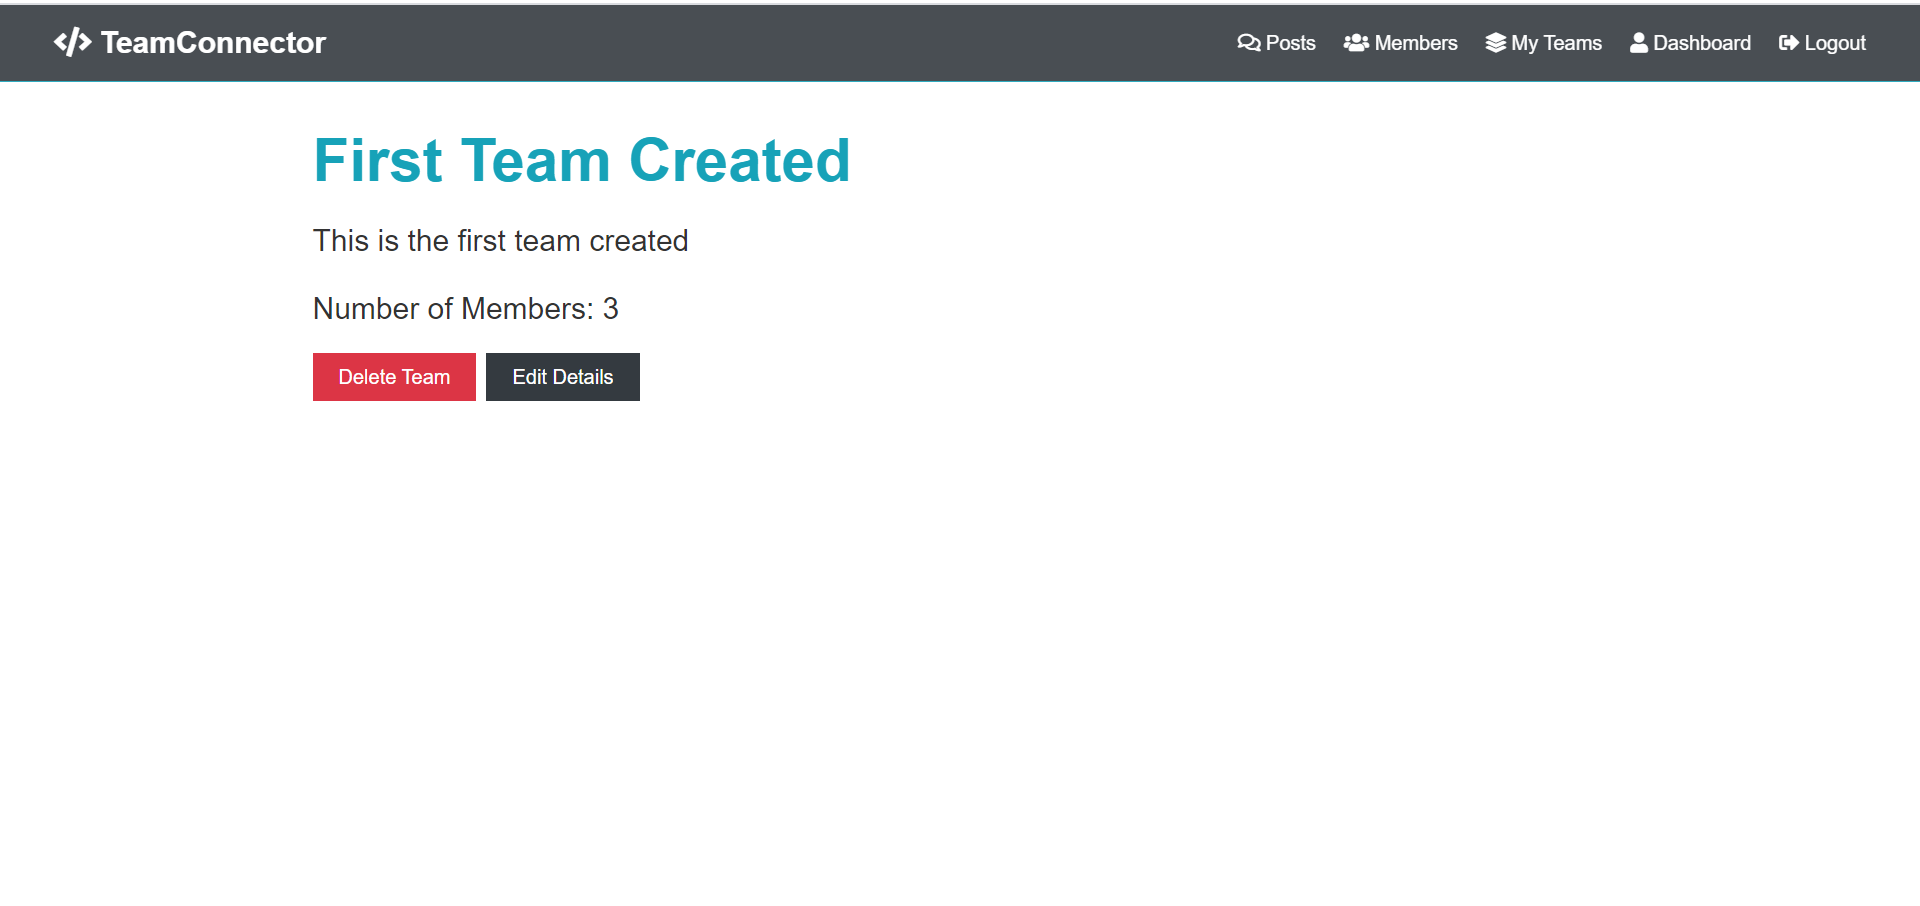 TeamConnector Posts Members My Teams Dashboard Logout
First Team Created
This is the first team created
Number of Members: 3
Delete Team Edit Details